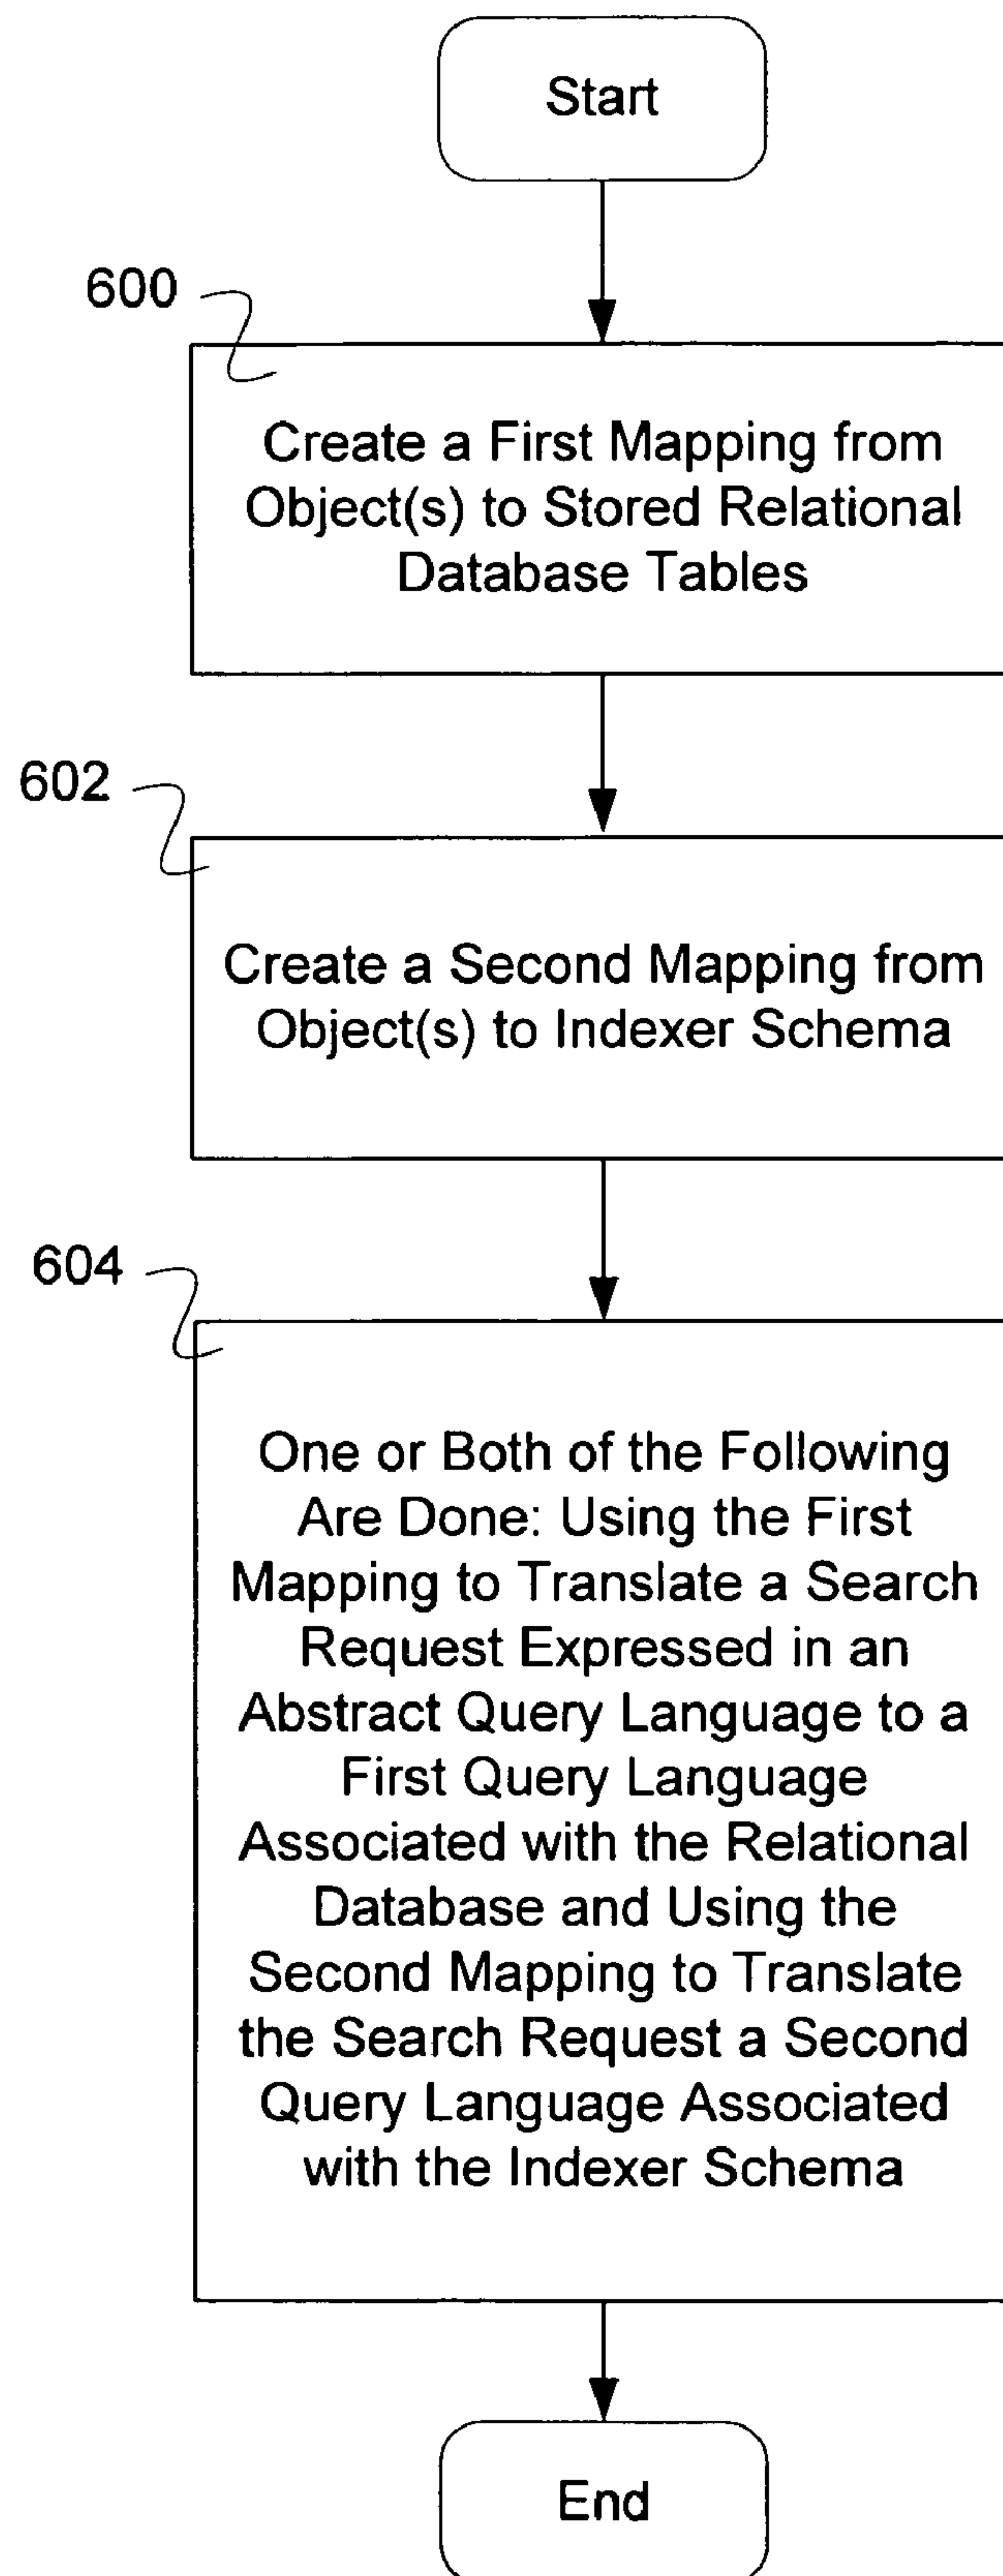 Start
600
Create a First Mapping from
Object(s) to Stored Relational
Database Tables
602
Create a Second Mapping from
Object(s) to Indexer Schema
604
One or Both of the Following
Are Done: Using the First
Mapping to Translate a Search
Request Expressed in an
Abstract Query Language to a
First Query Language
Associated with the Relational
Database and Using the
Second Mapping to Translate
the Search Request a Second
Query Language Associated
with the Indexer Schema
End